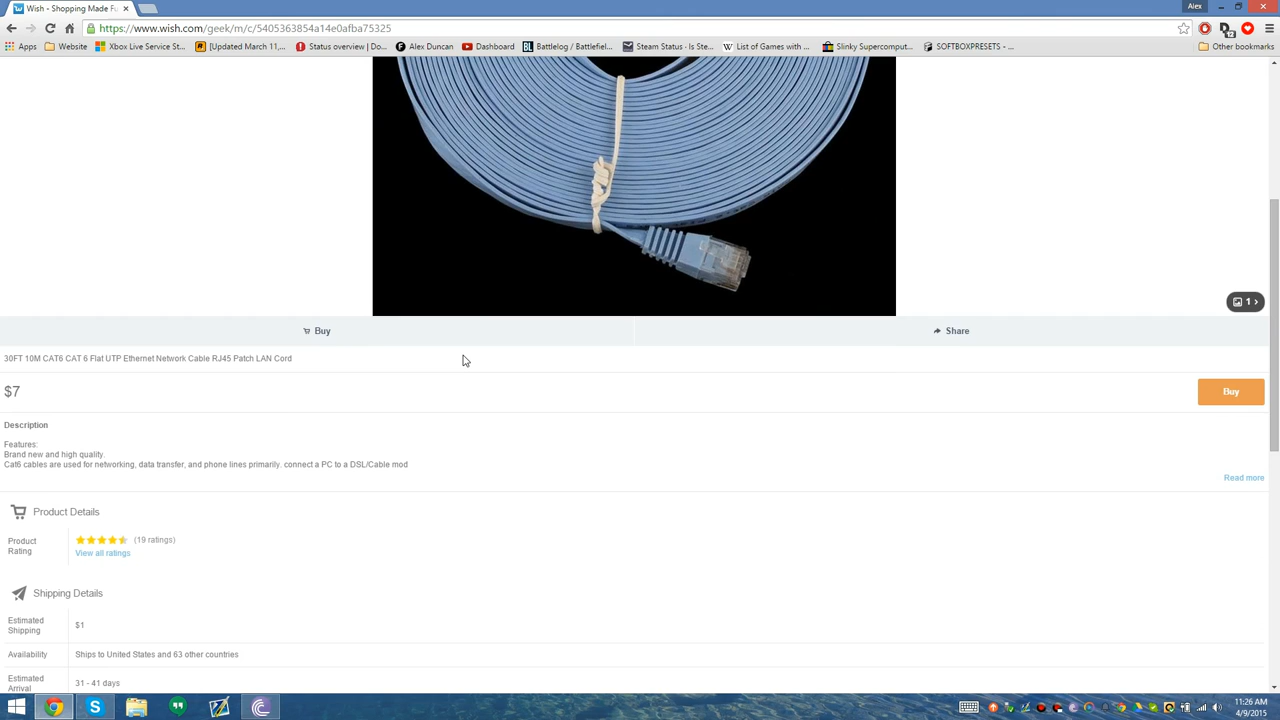 Wish - Shopping Made Fu
Alex
https://www.wish.com/geek/m/c/5405363854a14e0afba75325
12
Apps
Website
Xbox Live Service St...
[Updated March 11,...
Status overview | Do...
Alex Duncan
Dashboard
Battlelog / Battlefiel...
Steam Status · Is Ste...
List of Games with ...
Slinky Supercomput...
SOFTBOXPRESETS - ...
Other bookmarks
1
Buy
Share
30FT 10M CAT6 CAT 6 Flat UTP Ethernet Network Cable RJ45 Patch LAN Cord
$7
Buy
Description
Features:
Brand new and high quality.
Cat6 cables are used for networking, data transfer, and phone lines primarily. connect a PC to a DSL/Cable mod
Read more
Product Details
Product
Rating
(19 ratings)
View all ratings
Shipping Details
Estimated
Shipping
$1
Availability
Ships to United States and 63 other countries
Estimated
Arrival
31 - 41 days
11:26 AM
4/9/2015